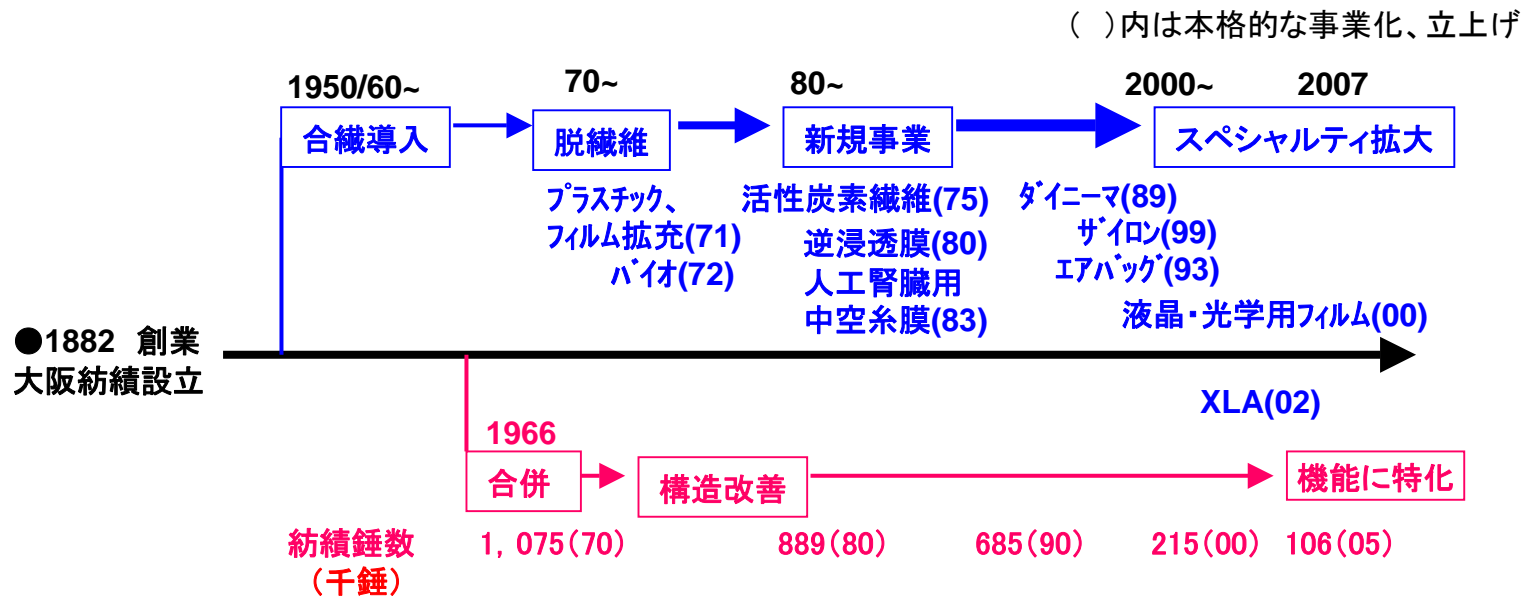 （　）内は本格的な事業化、立上げ
1950/60~
70~
80~
2000~
2007
合繊導入
脱繊維
新規事業
スペシャルティ拡大
ﾌﾟﾗｽﾁｯｸ、
ﾌｨﾙﾑ拡充(71)
ﾊﾞｲｵ(72)
活性炭素繊維(75)
逆浸透膜(80)
人工腎臓用
中空糸膜(83)
ﾀﾞｲﾆｰﾏ(89)
ｻﾞｲﾛﾝ(99)
ｴｱﾊﾞｯｸﾞ(93)
液晶・光学用ﾌｨﾙﾑ(00)
●1882　創業
大阪紡績設立
XLA(02)
1966
合併
構造改善
機能に特化
紡績錘数　1，075(70)　889(80)　685(90)　215(00)　106(05)
（千錘）